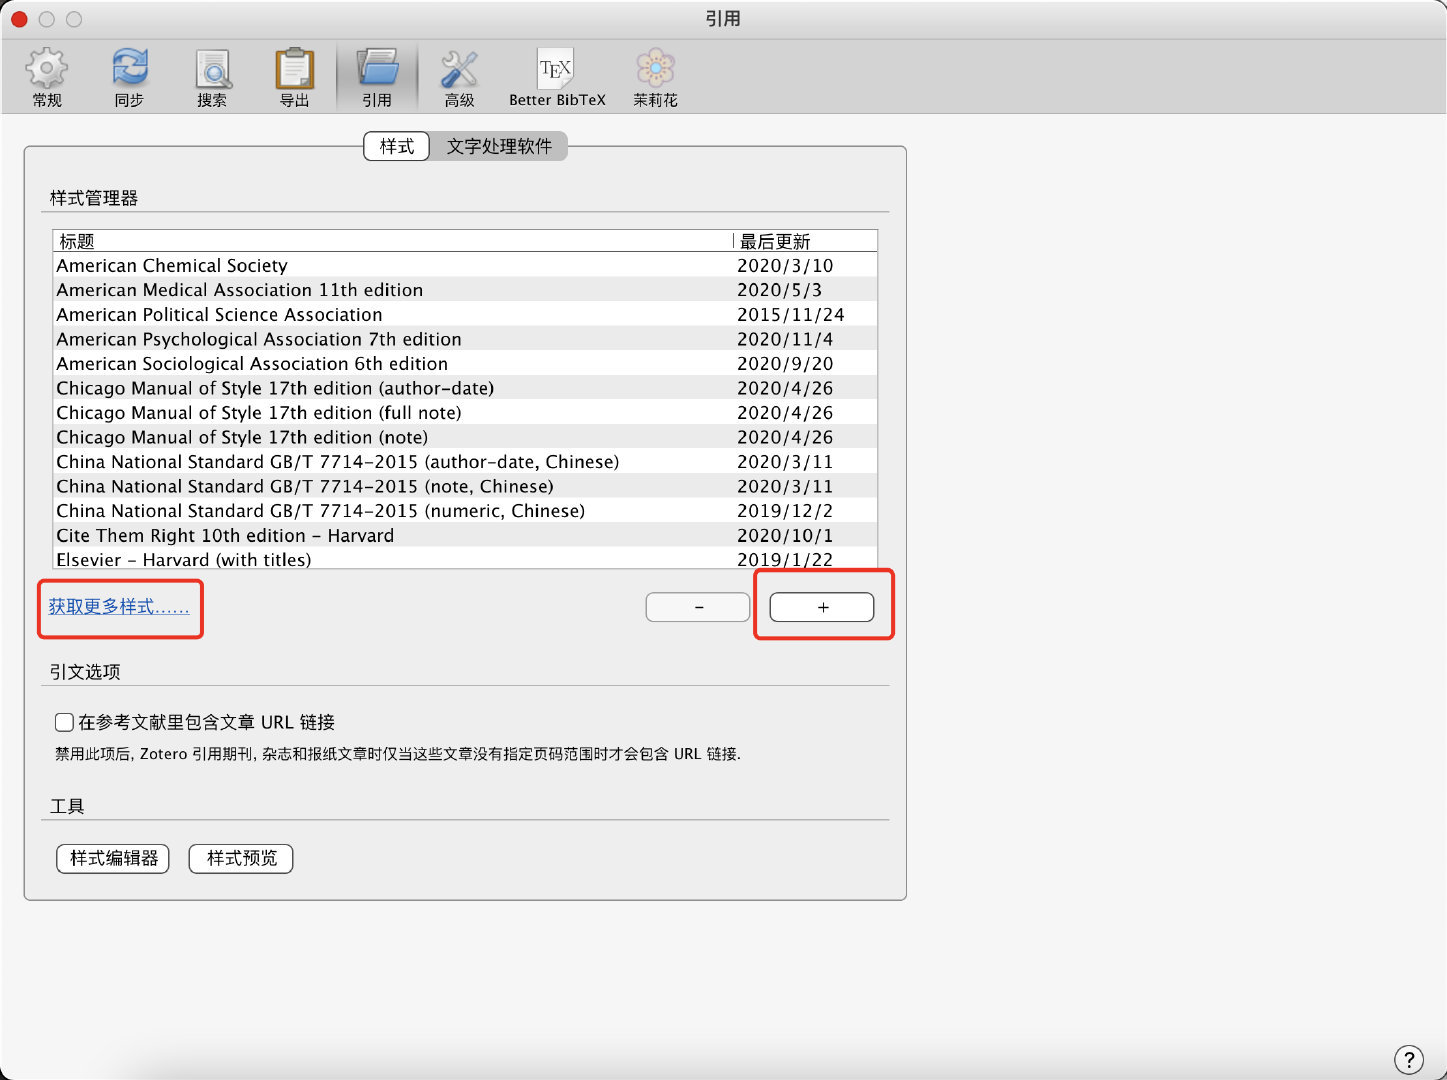 引用
常规 同步 搜索 导出 引用 高级 Better BibTeX 茉莉花
TEX
样式 文字处理软件
样式管理器
标题 最后更新
American Chemical Society 2020/3/10
American Medical Association 11th edition 2020/5/3
American Political Science Association 2015/11/24
American Psychological Association 7th edition 2020/11/4
American Sociological Association 6th edition 2020/9/20
Chicago Manual of Style 17th edition (author-date) 2020/4/26
Chicago Manual of Style 17th edition (full note) 2020/4/26
Chicago Manual of Style 17th edition (note) 2020/4/26
China National Standard GB/T 7714-2015 (author-date, Chinese) 2020/3/11
China National Standard GB/T 7714-2015 (note, Chinese) 2020/3/11
China National Standard GB/T 7714-2015 (numeric, Chinese) 2019/12/2
Cite Them Right 10th edition - Harvard 2020/10/1
Elsevier - Harvard (with titles) 2019/1/22
获取更多样式...... - +
引文选项
在参考文献里包含文章 URL 链接
禁用此项后, Zotero 引用期刊, 杂志和报纸文章时仅当这些文章没有指定页码范围时才会包含 URL 链接.
工具
样式编辑器 样式预览
?